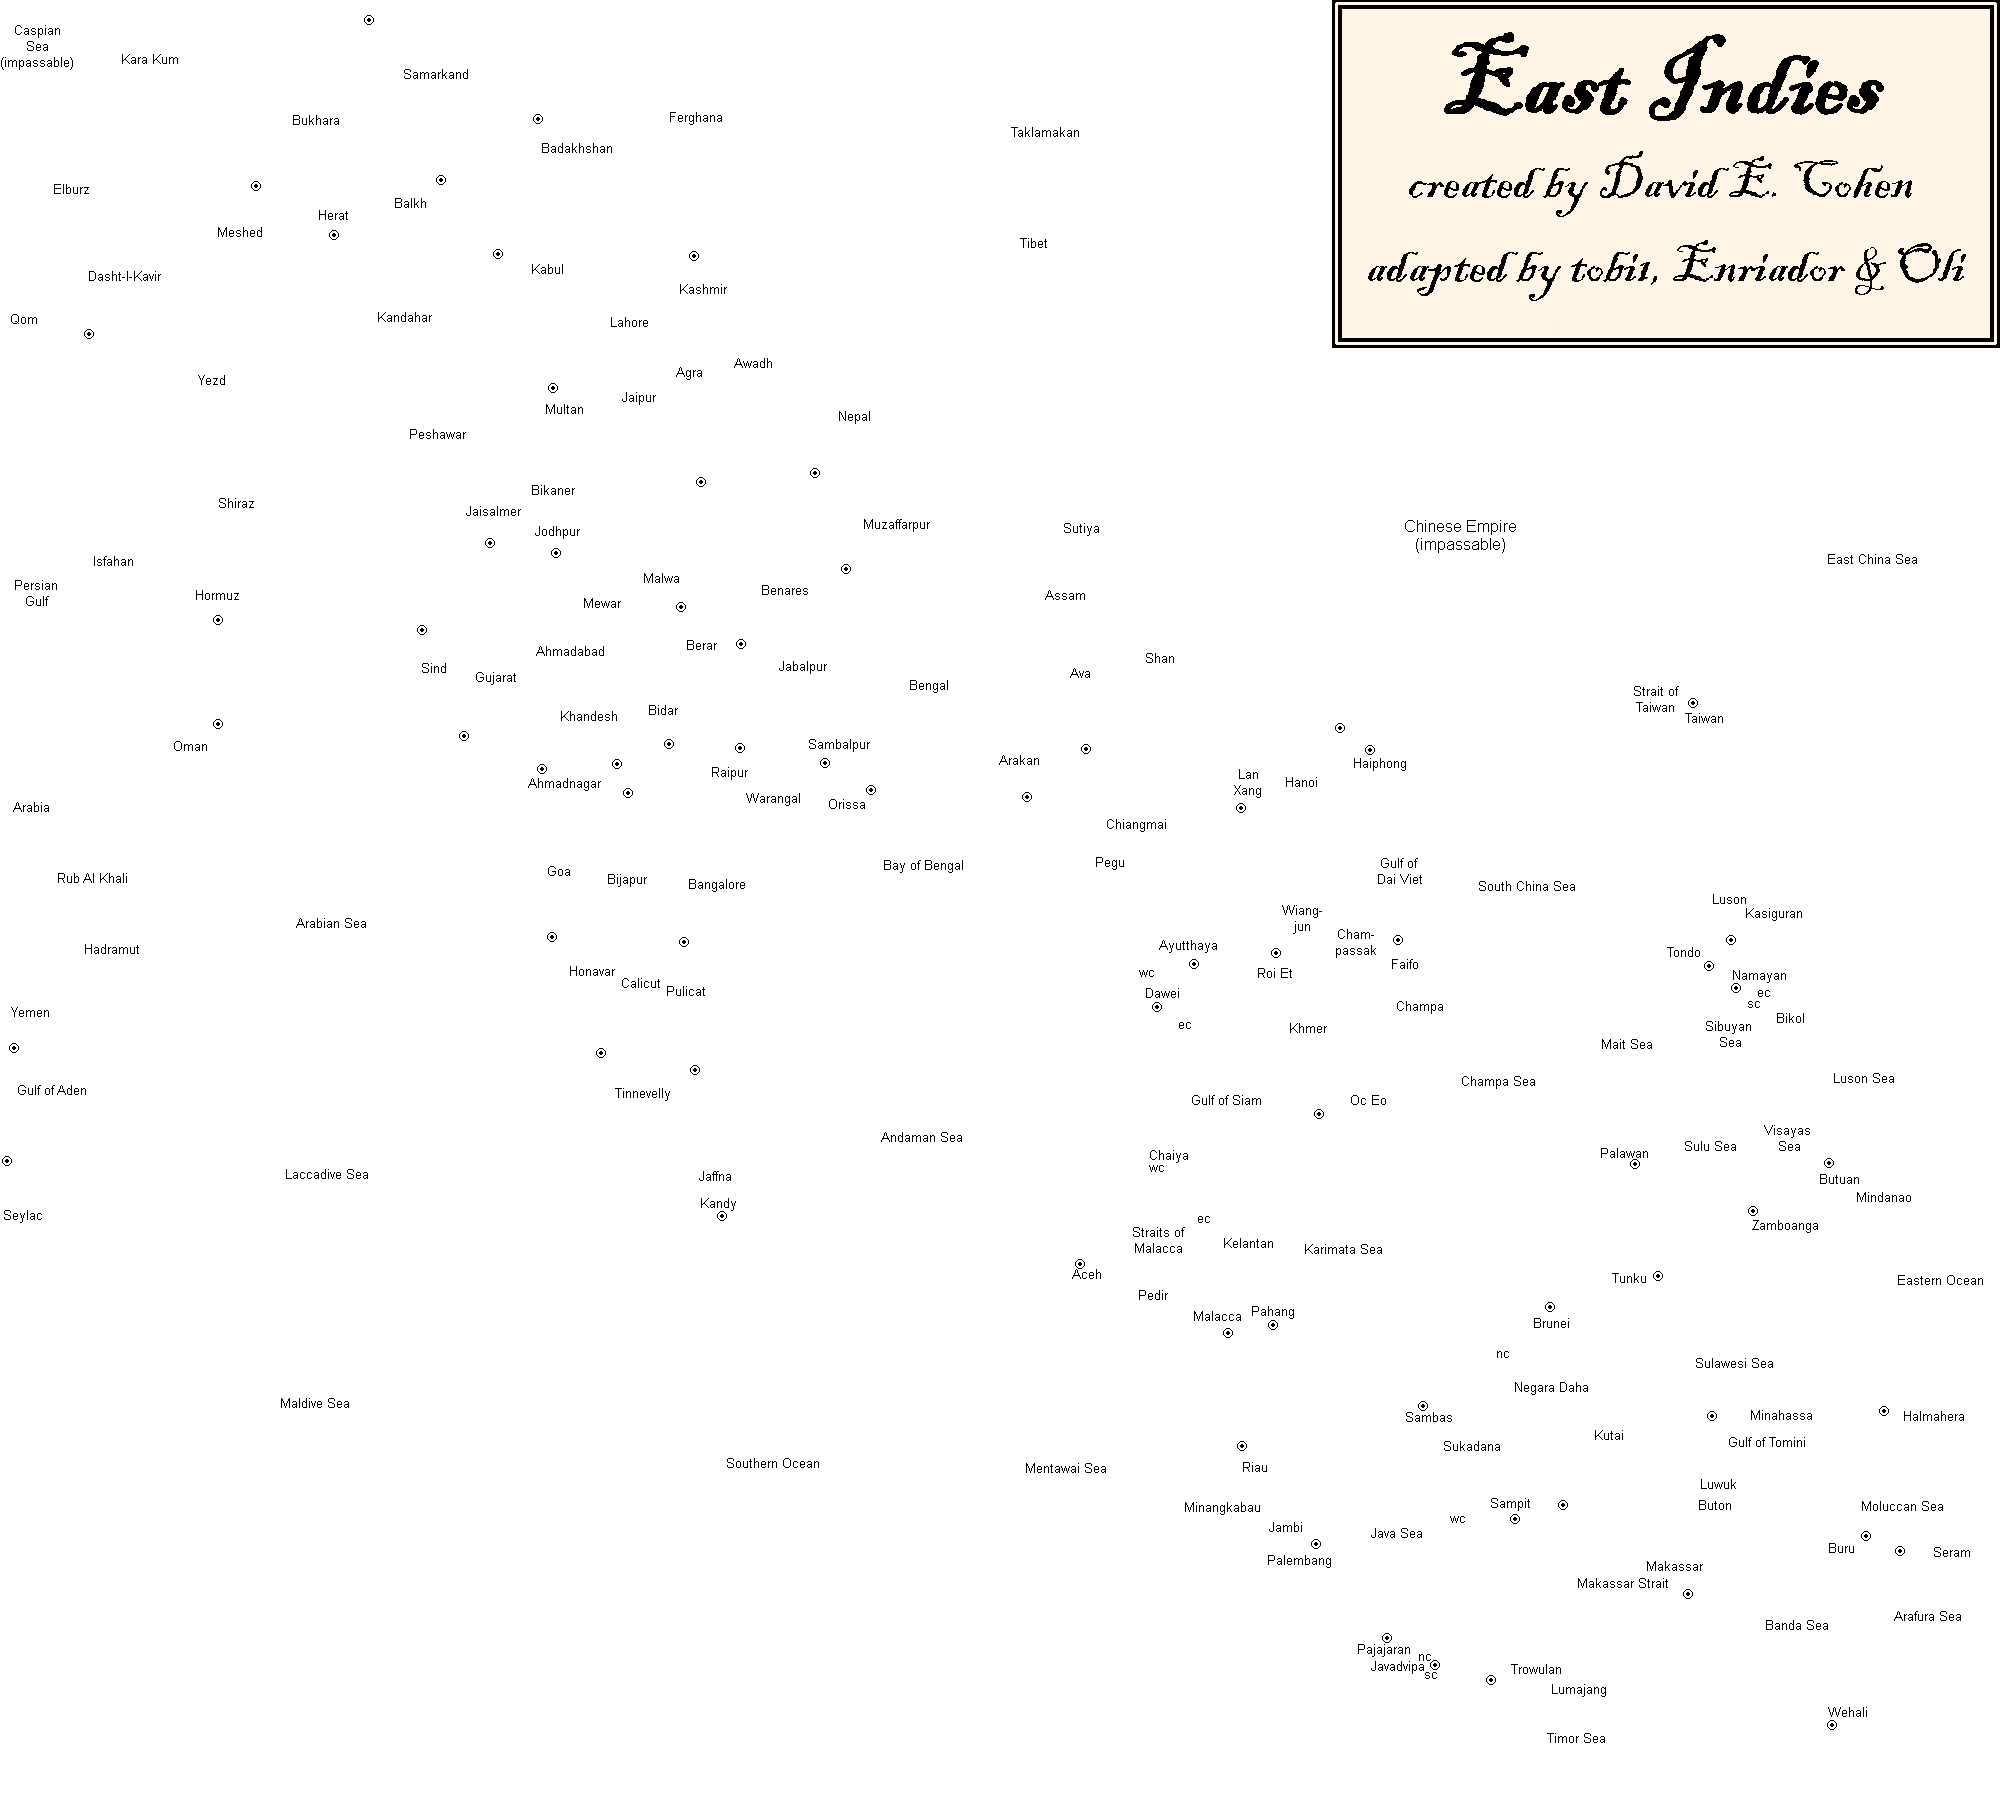 East Indies
created by David E. Cohen
adapted by tobi1, Enriador & Oli
Caspian
Sea
(impassable)
Kara Kum
Samarkand
Bukhara
Ferghana
Taklamakan
Badakhshan
Elburz
Balkh
Herat
Meshed
Tibet
Kabul
Dasht-I-Kavir
Kashmir
Qom
Kandahar
Lahore
Awadh
Agra
Yezd
Jaipur
Multan
Nepal
Peshawar
Bikaner
Shiraz
Jaisalmer
Muzaffarpur
Sutiya
Chinese Empire
(impassable)
Jodhpur
East China Sea
Isfahan
Malwa
Persian
Gulf
Benares
Hormuz
Assam
Mewar
Berar
Ahmadabad
Shan
Jabalpur
Sind
Ava
Gujarat
Bengal
Strait of
Taiwan
Taiwan
Bidar
Khandesh
Sambalpur
Oman
Arakan
Haiphong
Raipur
Lan
Xang
Hanoi
Ahmadnagar
Warangal
Orissa
Arabia
Chiangmai
Pegu
Bay of Bengal
Gulf of
Dai Viet
Goa
Rub Al Khali
Bijapur
Bangalore
South China Sea
Luson
Kasiguran
Wiang-
jun
Arabian Sea
Cham-
passak
Ayutthaya
Hadramut
Tondo
Faifo
Honavar
wc
Roi Et
Namayan
Calicut
Pulicat
Dawei
ec
sc
Champa
Yemen
Bikol
ec
Khmer
Sibuyan
Sea
Mait Sea
Luson Sea
Champa Sea
Gulf of Aden
Tinnevelly
Gulf of Siam
Oc Eo
Visayas
Sea
Andaman Sea
Sulu Sea
Palawan
Chaiya
wc
Laccadive Sea
Jaffna
Butuan
Mindanao
Kandy
Seylac
ec
Zamboanga
Straits of
Malacca
Kelantan
Karimata Sea
Aceh
Tunku
Eastern Ocean
Pedir
Malacca
Pahang
Brunei
nc
Sulawesi Sea
Negara Daha
Maldive Sea
Sambas
Minahassa
Halmahera
Kutai
Gulf of Tomini
Sukadana
Southern Ocean
Mentawai Sea
Riau
Luwuk
Minangkabau
Sampit
Buton
Moluccan Sea
wc
Jambi
Java Sea
Buru
Seram
Palembang
Makassar
Makassar Strait
Arafura Sea
Banda Sea
Pajajaran
nc
Javadvipa
sc
Trowulan
Lumajang
Wehali
Timor Sea